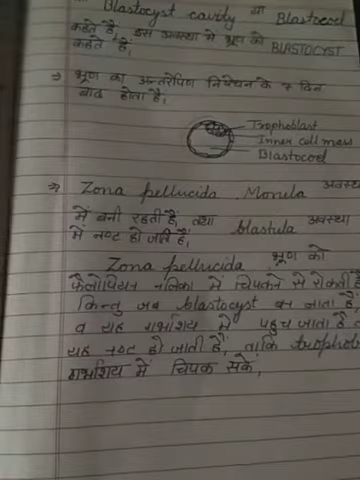 Blastocyst cavity या Blastocoel
कहते है, इस अवस्था मे भ्रूण को BLASTOCYST
कहते है,
⇒ भ्रूण का अन्तर्रोपण निषेचन के 7 दिन
बाद होता है।
Trophoblast
Inner cell mass
Blastocoel
⇒ Zona pellucida Morula अवस्था
में बनी रहती हैं, तथा blastula अवस्था
में नष्ट हो जाती हैं,
Zona pellucida भ्रूण को
फैलोपियन नलिका में चिपकने से रोकती है
किन्तु जब blastocyst बन जाता है,
व यह गर्भाशय में पहुच जाता है
यह नष्ट हो जाती हैं, ताकि trophob
गर्भाशय में चिपक सके,